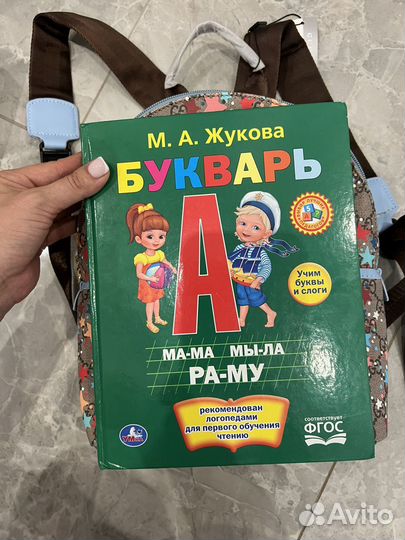 М. А. Жукова
БУКВАРЬ
А
Учим
буквы
и слоги
МА-МА МЫ-ЛА
РА-МУ
рекомендован
логопедами
для первого обучения
чтению
соответствует
ФГОС
Умка
Avito